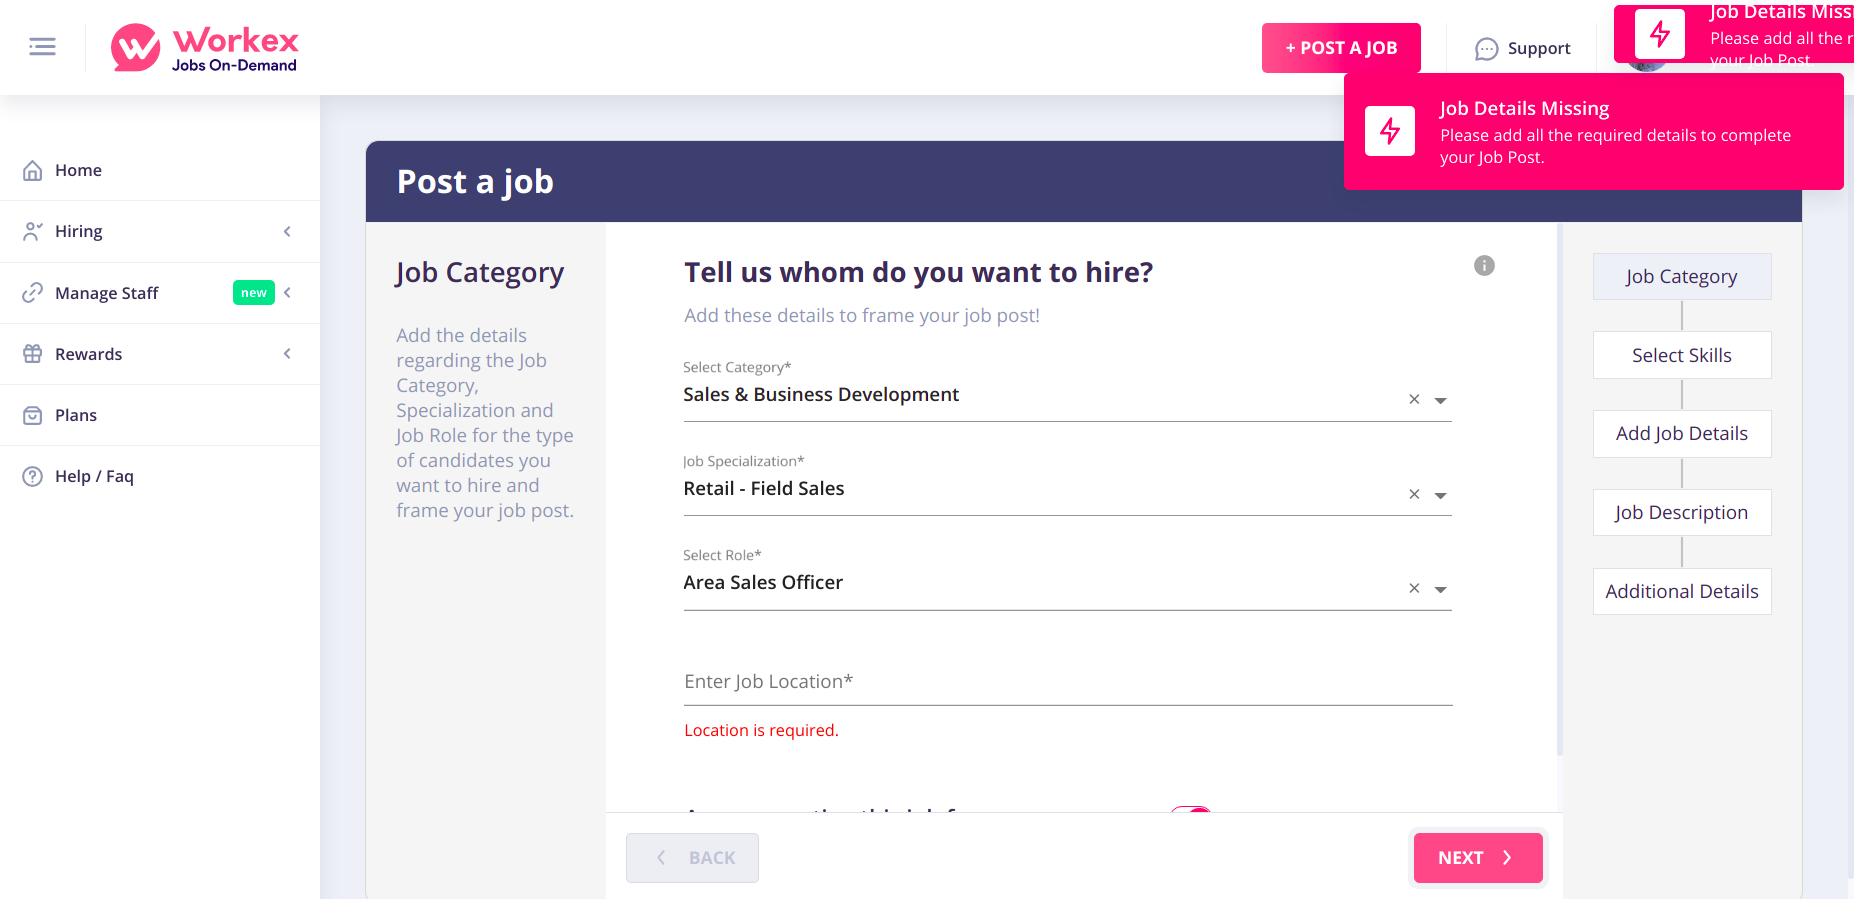 Workex
Jobs On-Demand
+ POST A JOB
Support
Job Details
Please add all the
your Job Post.
Job Details Missing
Please add all the required details to complete
your Job Post.
Home
Hiring
Manage Staff
new
Rewards
Plans
Help / Faq
Post a job
Job Category
Add the details
regarding the Job
Category,
Specialization and
Job Role for the type
of candidates you
want to hire and
frame your job post.
Tell us whom do you want to hire?
Add these details to frame your job post!
Select Category*
Sales & Business Development
Job Specialization*
Retail - Field Sales
Select Role*
Area Sales Officer
Enter Job Location*
Location is required.
BACK
NEXT
Job Category
Select Skills
Add Job Details
Job Description
Additional Details